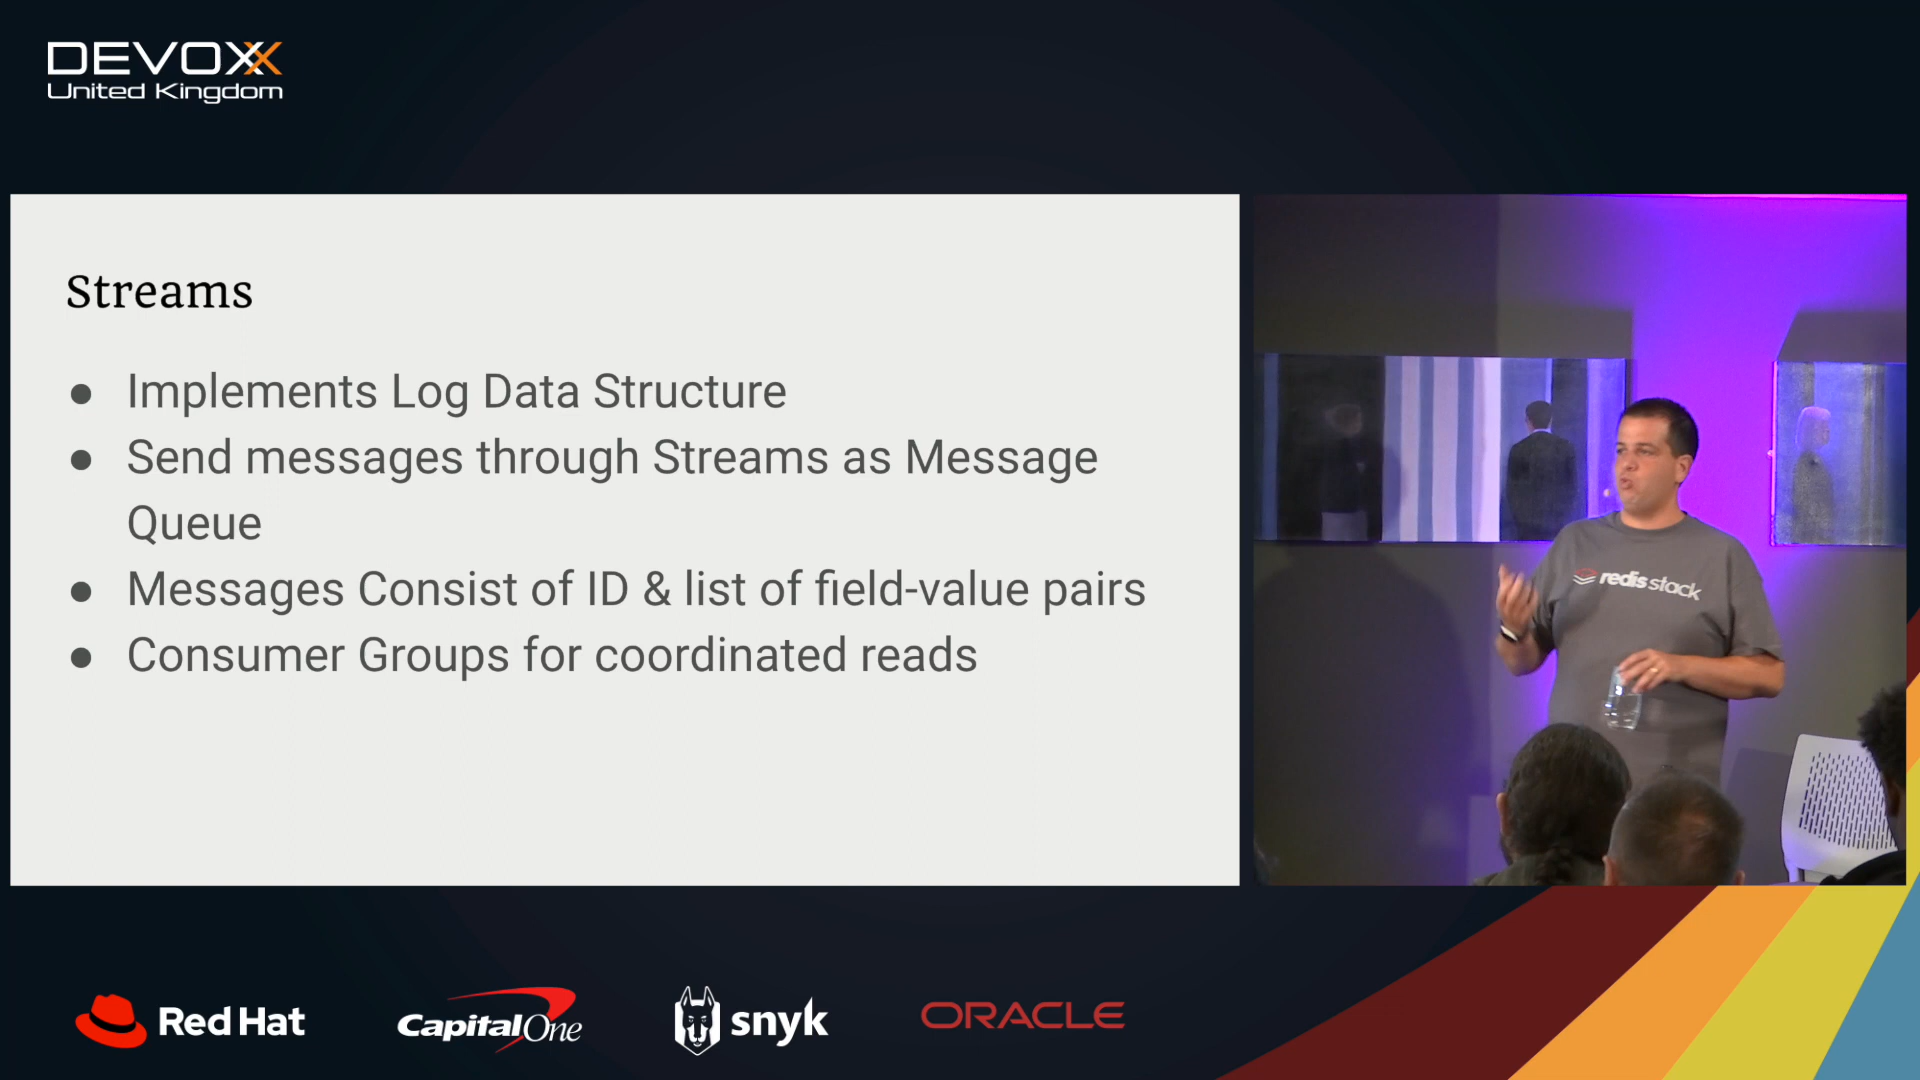 DEVOXX
United Kingdom
Streams
● Implements Log Data Structure
● Send messages through Streams as Message
Queue
● Messages Consist of ID & list of field-value pairs
● Consumer Groups for coordinated reads
redis stack
Red Hat
Capital One
snyk
ORACLE